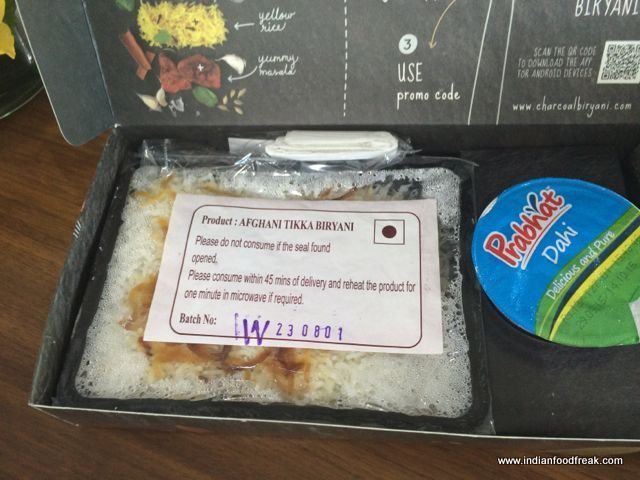 yellow
rice
yummy
masala
3
USE
promo code
BIRYANI
SCAN THE QR CODE
TO DOWNLOAD THE APP
FOR ANDROID DEVICES
www.charcoalbiryani.com
Product : AFGHANI TIKKA BIRYANI
Please do not consume if the seal found
opened.
Please consume within 45 mins of delivery and reheat the product for
one minute in microwave if required.
Batch No:
230801
Prabhat
Dahi
Delicious and Pure
www.indianfoodfreak.com